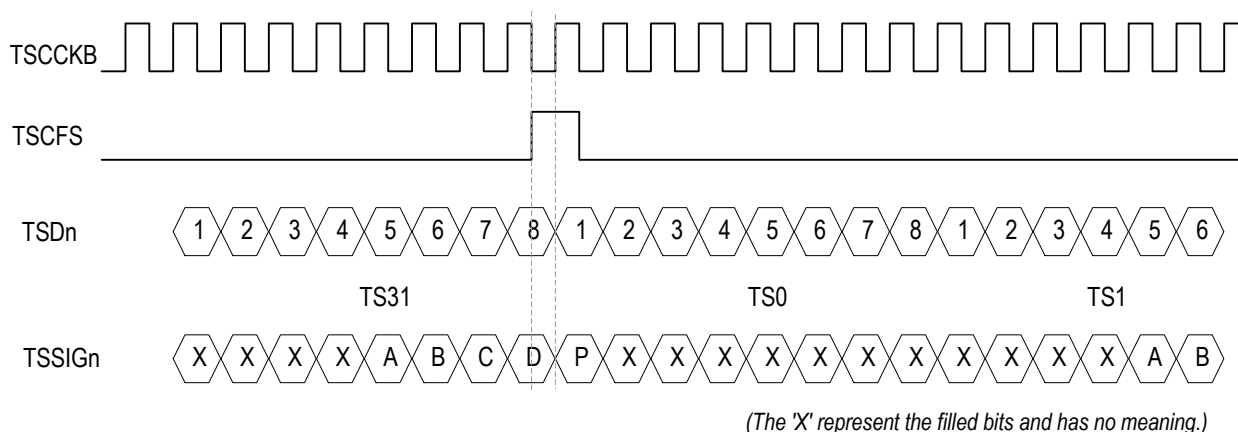 TSCCKB
TSCFS
TSDn 1 2 3 4 5 6 7 8 1 2 3 4 5 6 7 8 1 2 3 4 5 6
TS31 TS0 TS1
TSSIGn X X X X A B C D P X X X X X X X X X X X A B
(The 'X' represent the filled bits and has no meaning.)